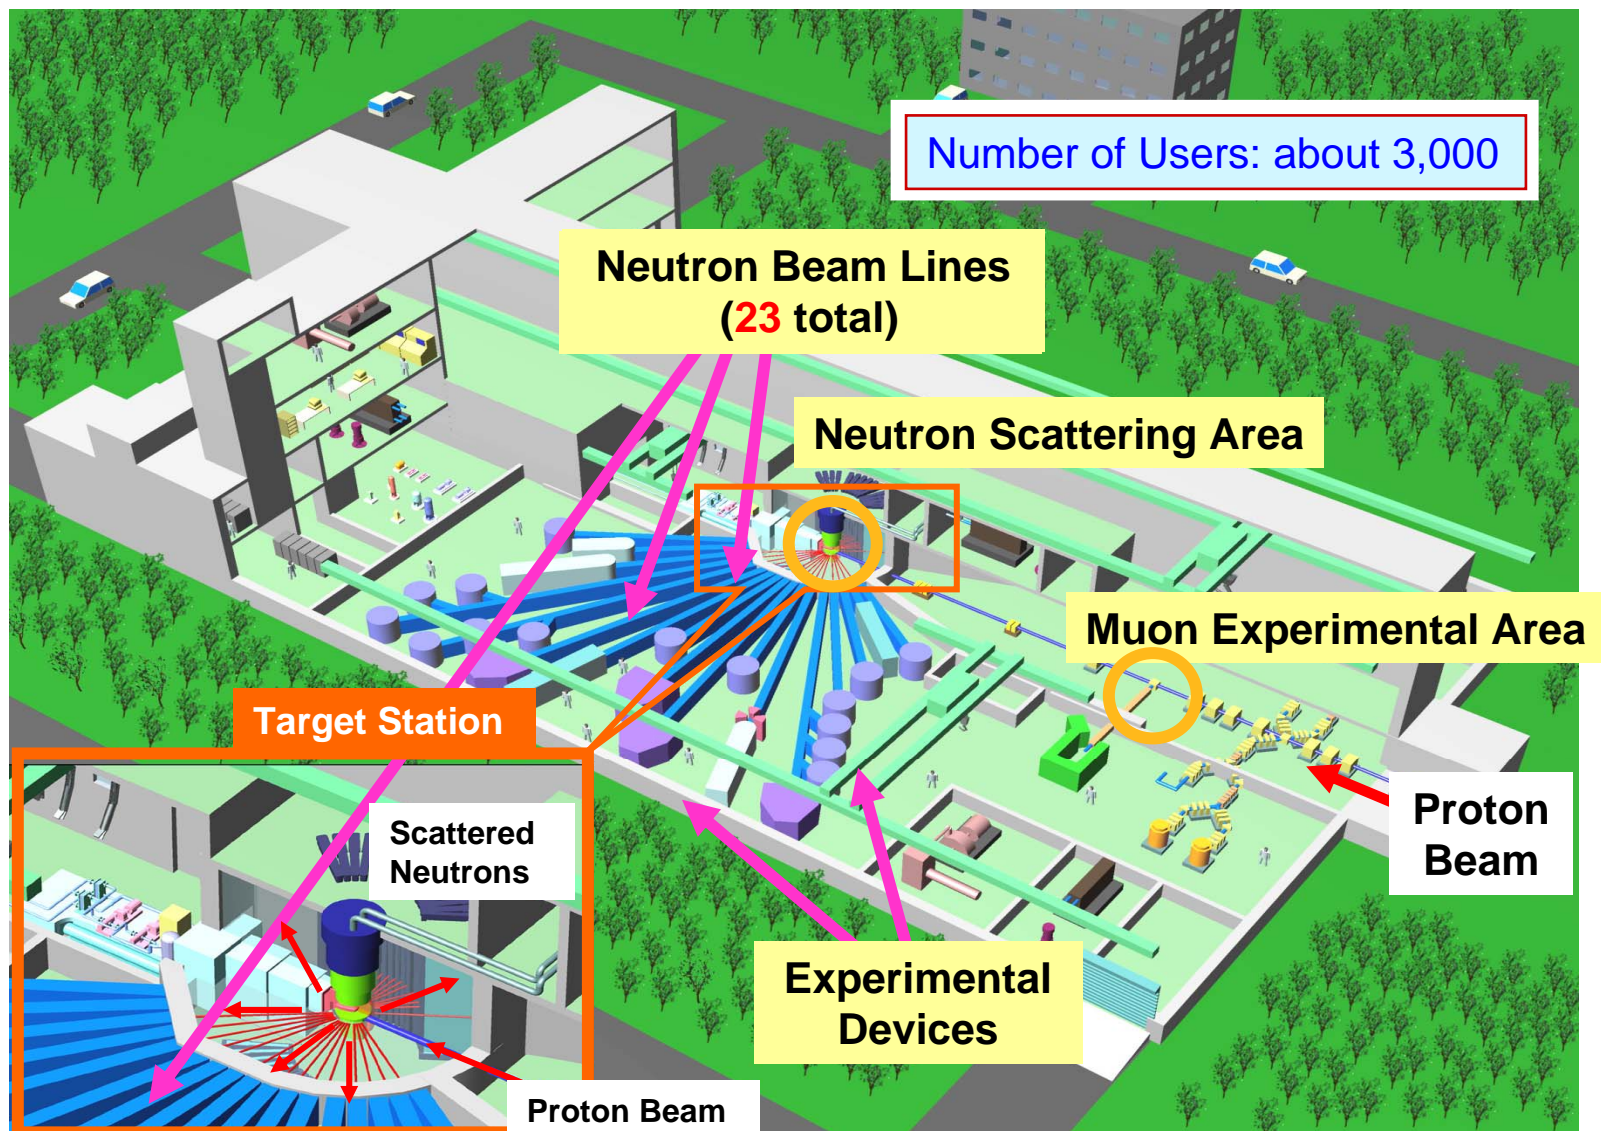 Number of Users: about 3,000
Neutron Beam Lines
(23 total)
Neutron Scattering Area
Muon Experimental Area
Target Station
Scattered
Neutrons
Proton
Beam
Experimental
Devices
Proton Beam